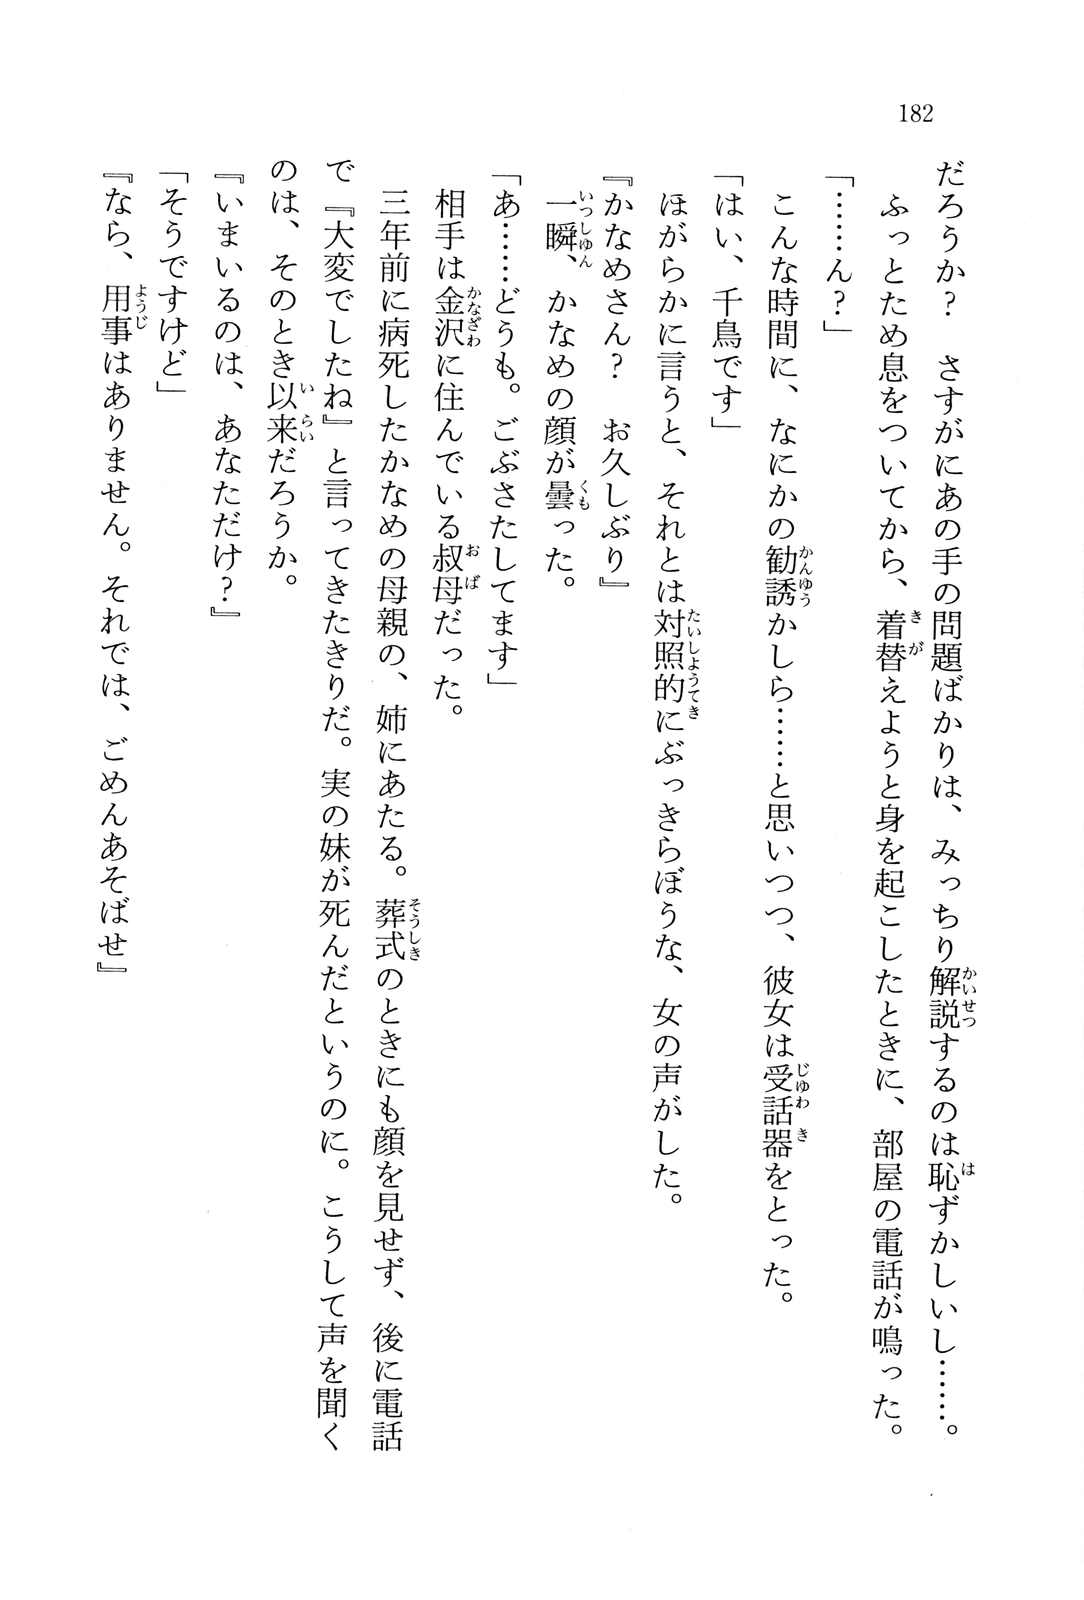 182
だろうか？　さすがにあの手の問題ばかりは、みっちり解説するのは恥ずかしいし……。
　ふっとため息をついてから、着替えようと身を起こしたときに、部屋の電話が鳴った。
「……ん？」
　こんな時間に、なにかの勧誘かしら……と思いつつ、彼女は受話器をとった。
「はい、千鳥です」
　ほがらかに言うと、それとは対照的にぶっきらぼうな、女の声がした。
『かなめさん？　お久しぶり』
　一瞬、かなめの顔が曇った。
「あ……どうも。ごぶさたしてます」
　相手は金沢に住んでいる叔母だった。
　三年前に病死したかなめの母親の、姉にあたる。葬式のときにも顔を見せず、後に電話
で『大変でしたね』と言ってきたきりだ。実の妹が死んだというのに。こうして声を聞く
のは、そのとき以来だろうか。
『いまいるのは、あなただけ？』
「そうですけど」
『なら、用事はありません。それでは、ごめんあそばせ』